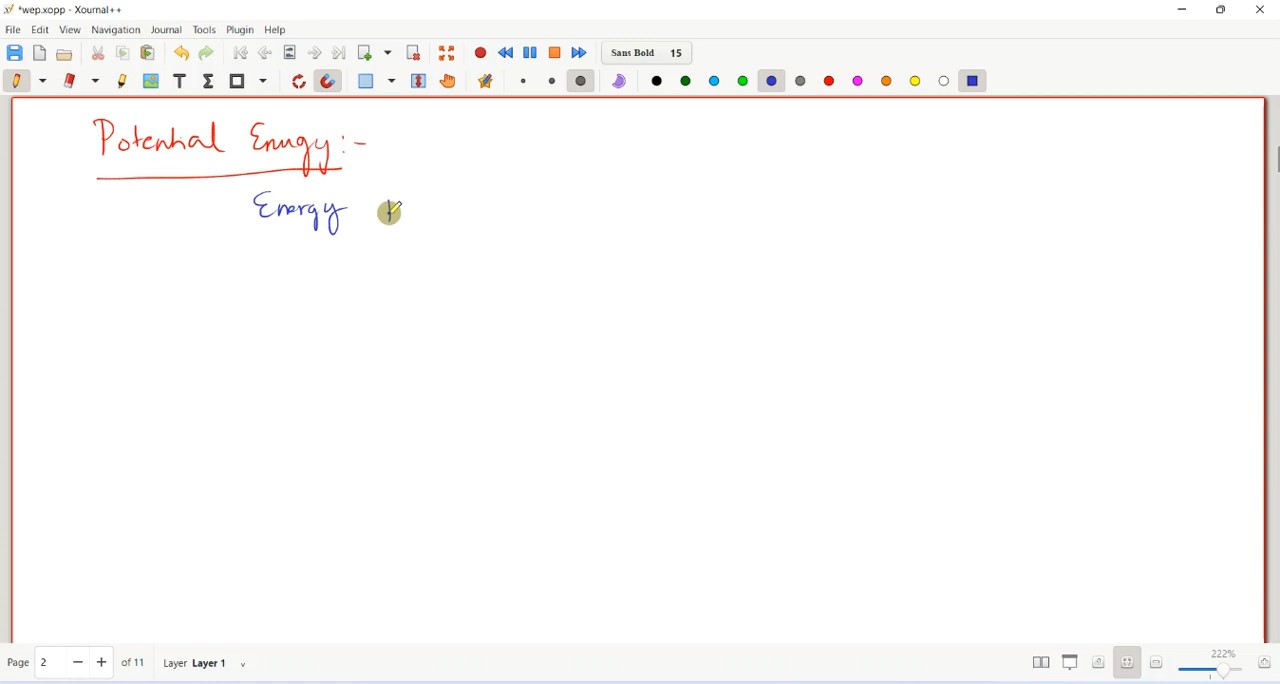 *wep.xopp - Xournal++
File Edit View Navigation Journal Tools Plugin Help
Sans Bold 15
Potential Energy :-
Energy
Page 2 of 11 Layer Layer 1 222%